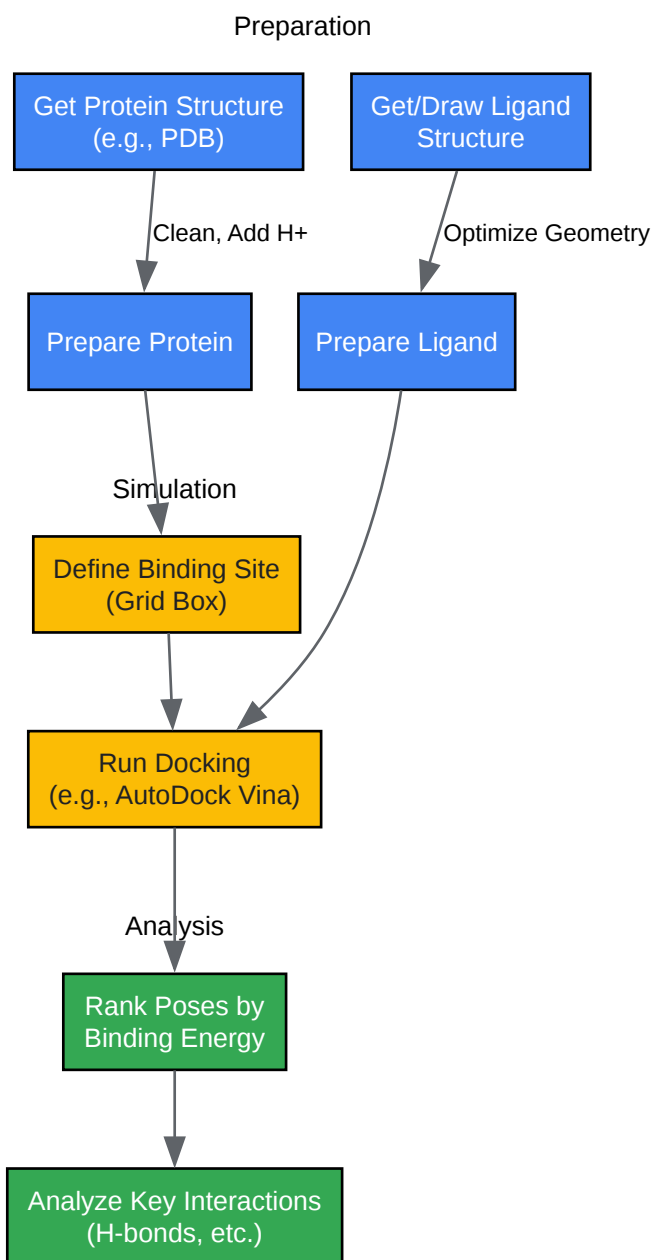 Preparation
Get Protein Structure
(e.g., PDB)
Get/Draw Ligand
Structure
Clean, Add H+
Optimize Geometry
Prepare Protein
Prepare Ligand
Simulation
Define Binding Site
(Grid Box)
Run Docking
(e.g., AutoDock Vina)
Analysis
Rank Poses by
Binding Energy
Analyze Key Interactions
(H-bonds, etc.)